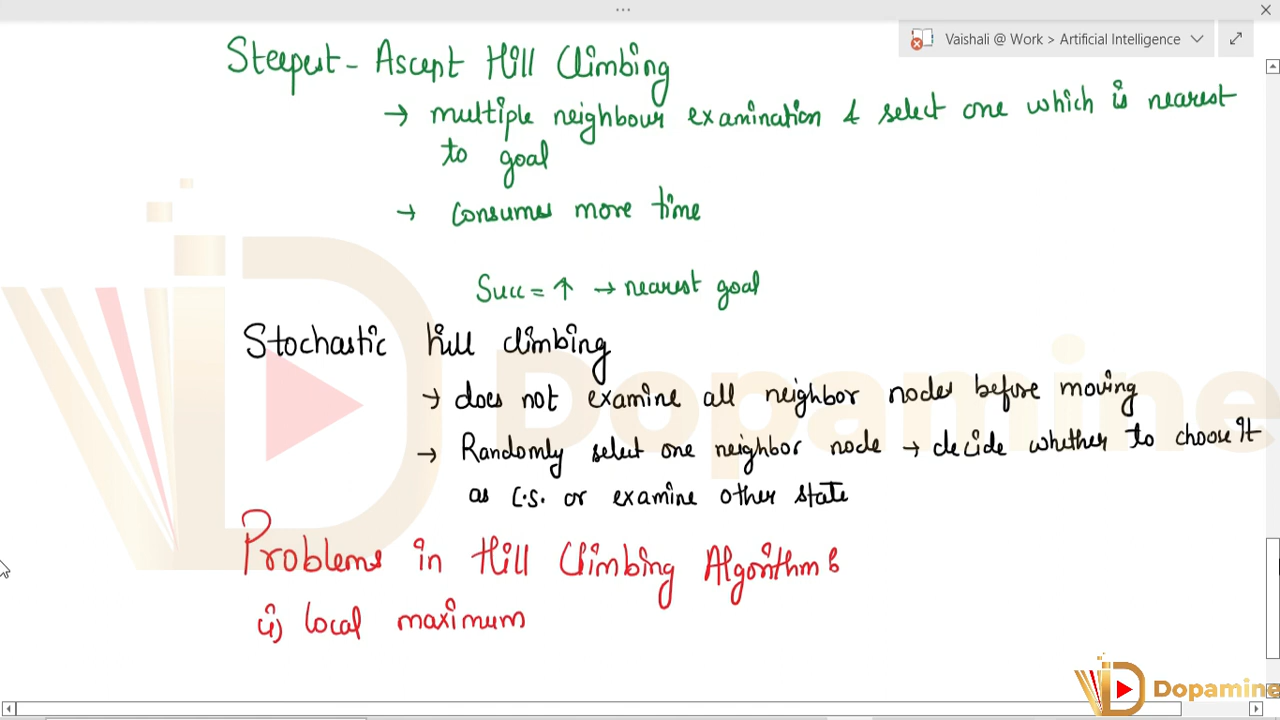 Vaishali @ Work > Artificial Intelligence
Steepest - Ascept Hill Climbing
→ multiple neighbour examination & select one which is nearest
to goal
→ Consumes more time
Succ = ↑ → nearest goal
Stochastic hill climbing
→ does not examine all neighbor nodes before moving
→ Randomly select one neighbor node → decide whether to choose it
as C.S. or examine other state
Problems in Hill Climbing Algorithm
i) local maximum
Dopamine
Dopamine